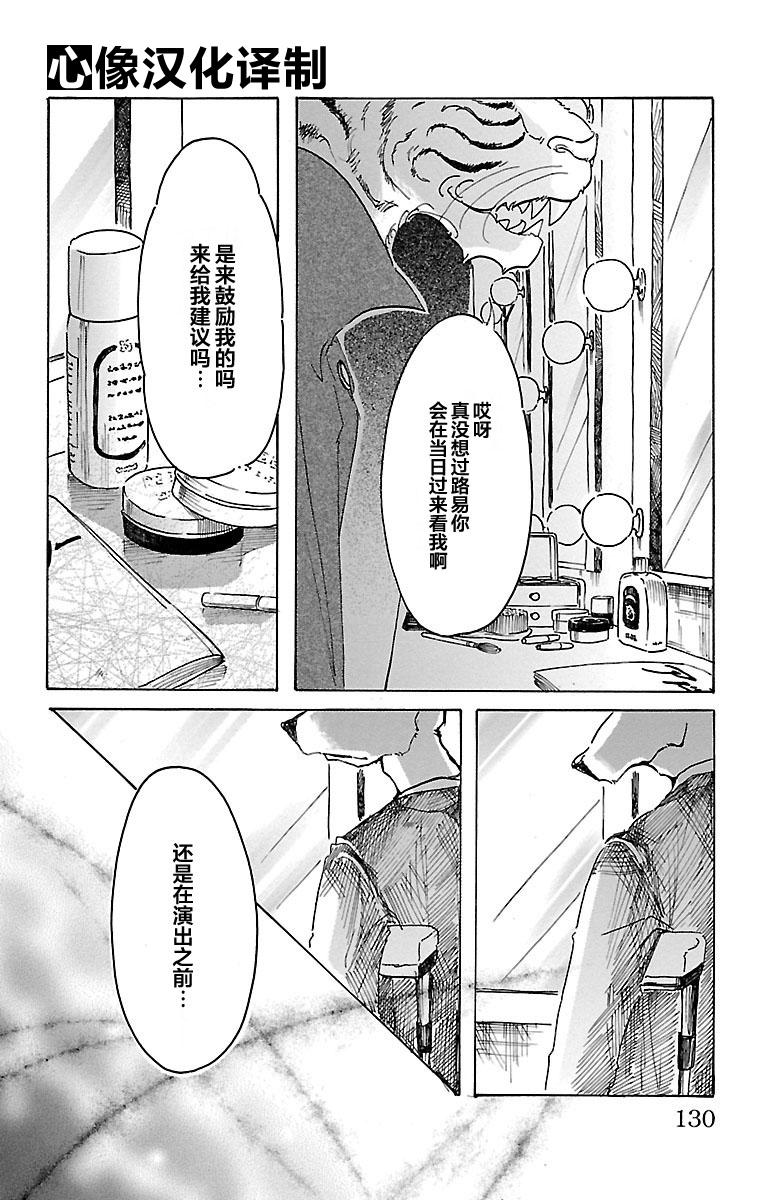 心像汉化译制
哎呀
真没想过路易你
会在当日过来看我啊
是来鼓励我的吗
来给我建议吗…
还是在演出之前…
130